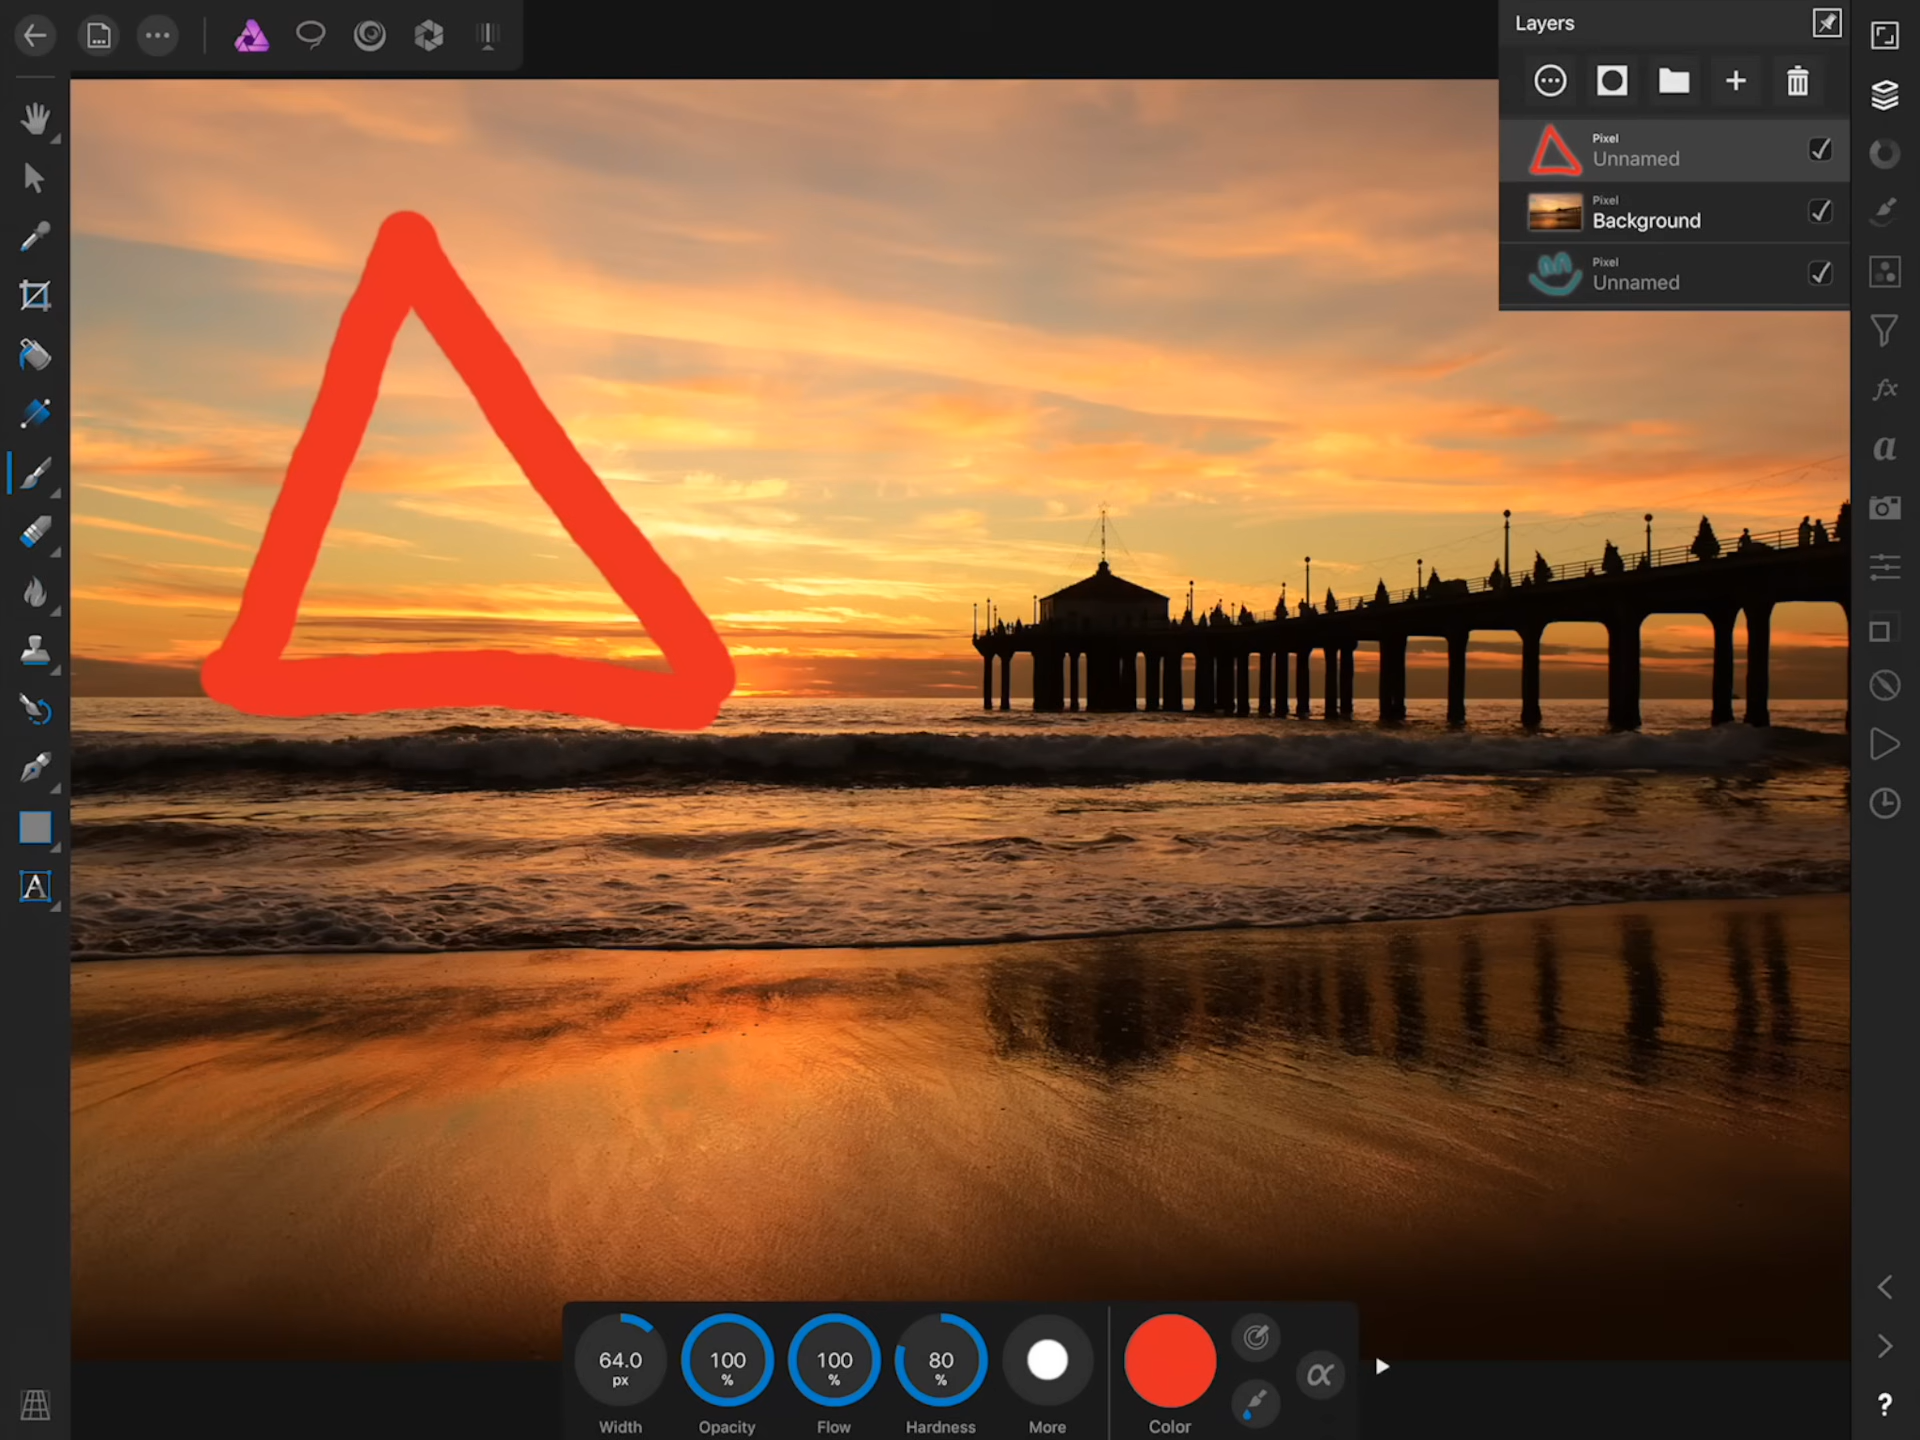 Layers
Pixel
Unnamed
Pixel
Background
Pixel
Unnamed
fx
a
A
64.0
px
100
%
100
%
80
%
α
Width
Opacity
Flow
Hardness
More
Color
?